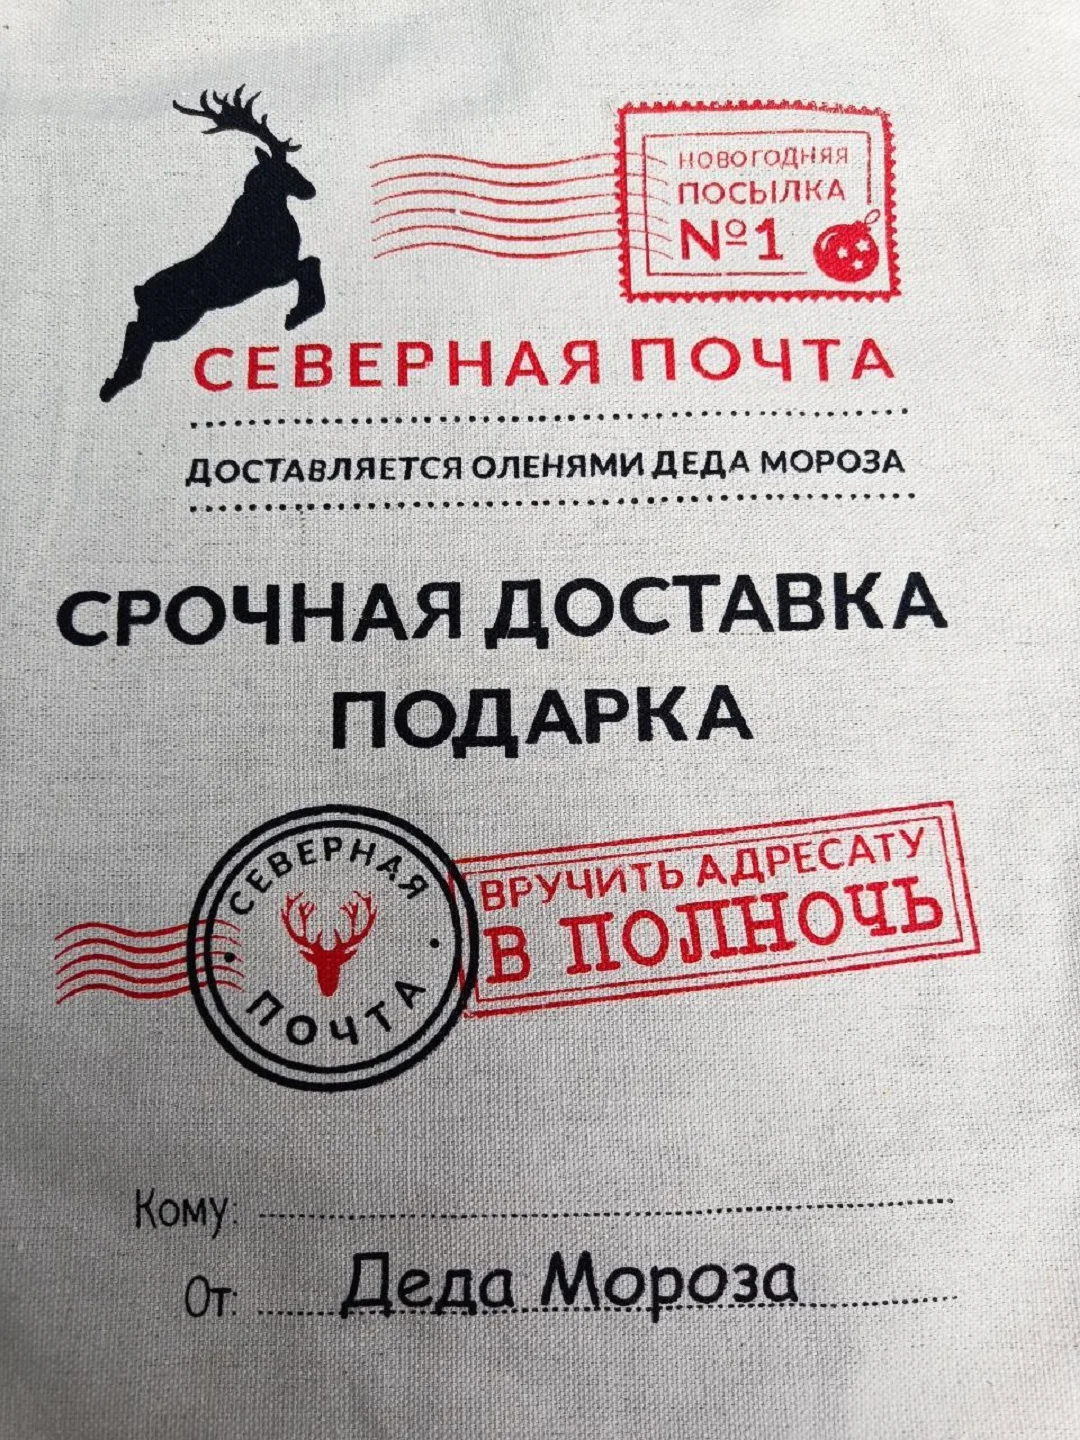 НОВОГОДНЯЯ
ПОСЫЛКА
№1
СЕВЕРНАЯ ПОЧТА
ДОСТАВЛЯЕТСЯ ОЛЕНЯМИ ДЕДА МОРОЗА
СРОЧНАЯ ДОСТАВКА
ПОДАРКА
СЕВЕРНАЯ
ПОЧТА
ВРУЧИТЬ АДРЕСАТУ
В ПОЛНОЧЬ
Кому:
От: Деда Мороза